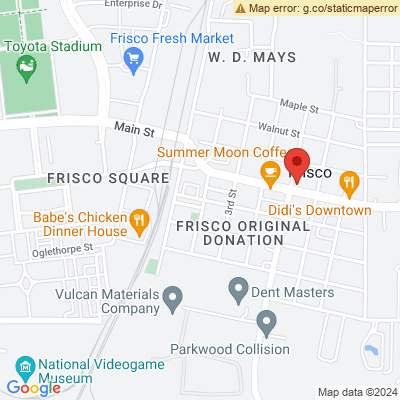 Map error: g.co/staticmaperror
Enterprise Dr
Toyota Stadium
Frisco Fresh Market
W. D. MAYS
Maple St
Walnut St
Main St
Summer Moon Coffee
FRISCO SQUARE
3rd St
Didi's Downtown
Babe's Chicken
Dinner House
FRISCO ORIGINAL
DONATION
Oglethorpe St
Vulcan Materials
Company
Dent Masters
Parkwood Collision
National Videogame
Museum
Google
Map data ©2024